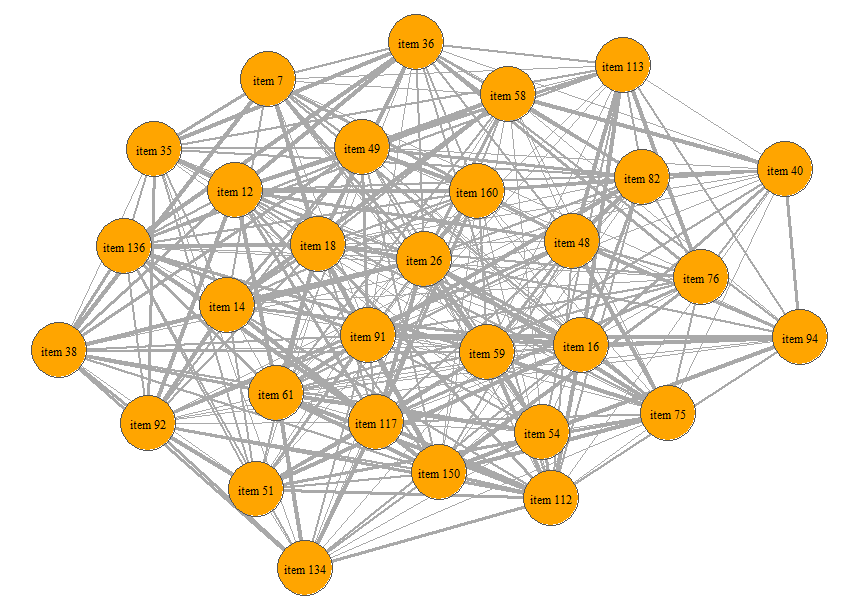 item 36
item 113
item 7
item 58
item 35
item 49
item 40
item 82
item 12
item 160
item 136
item 18
item 48
item 26
item 76
item 14
item 91
item 94
item 16
item 38
item 59
item 61
item 75
item 92
item 117
item 54
item 150
item 51
item 112
item 134